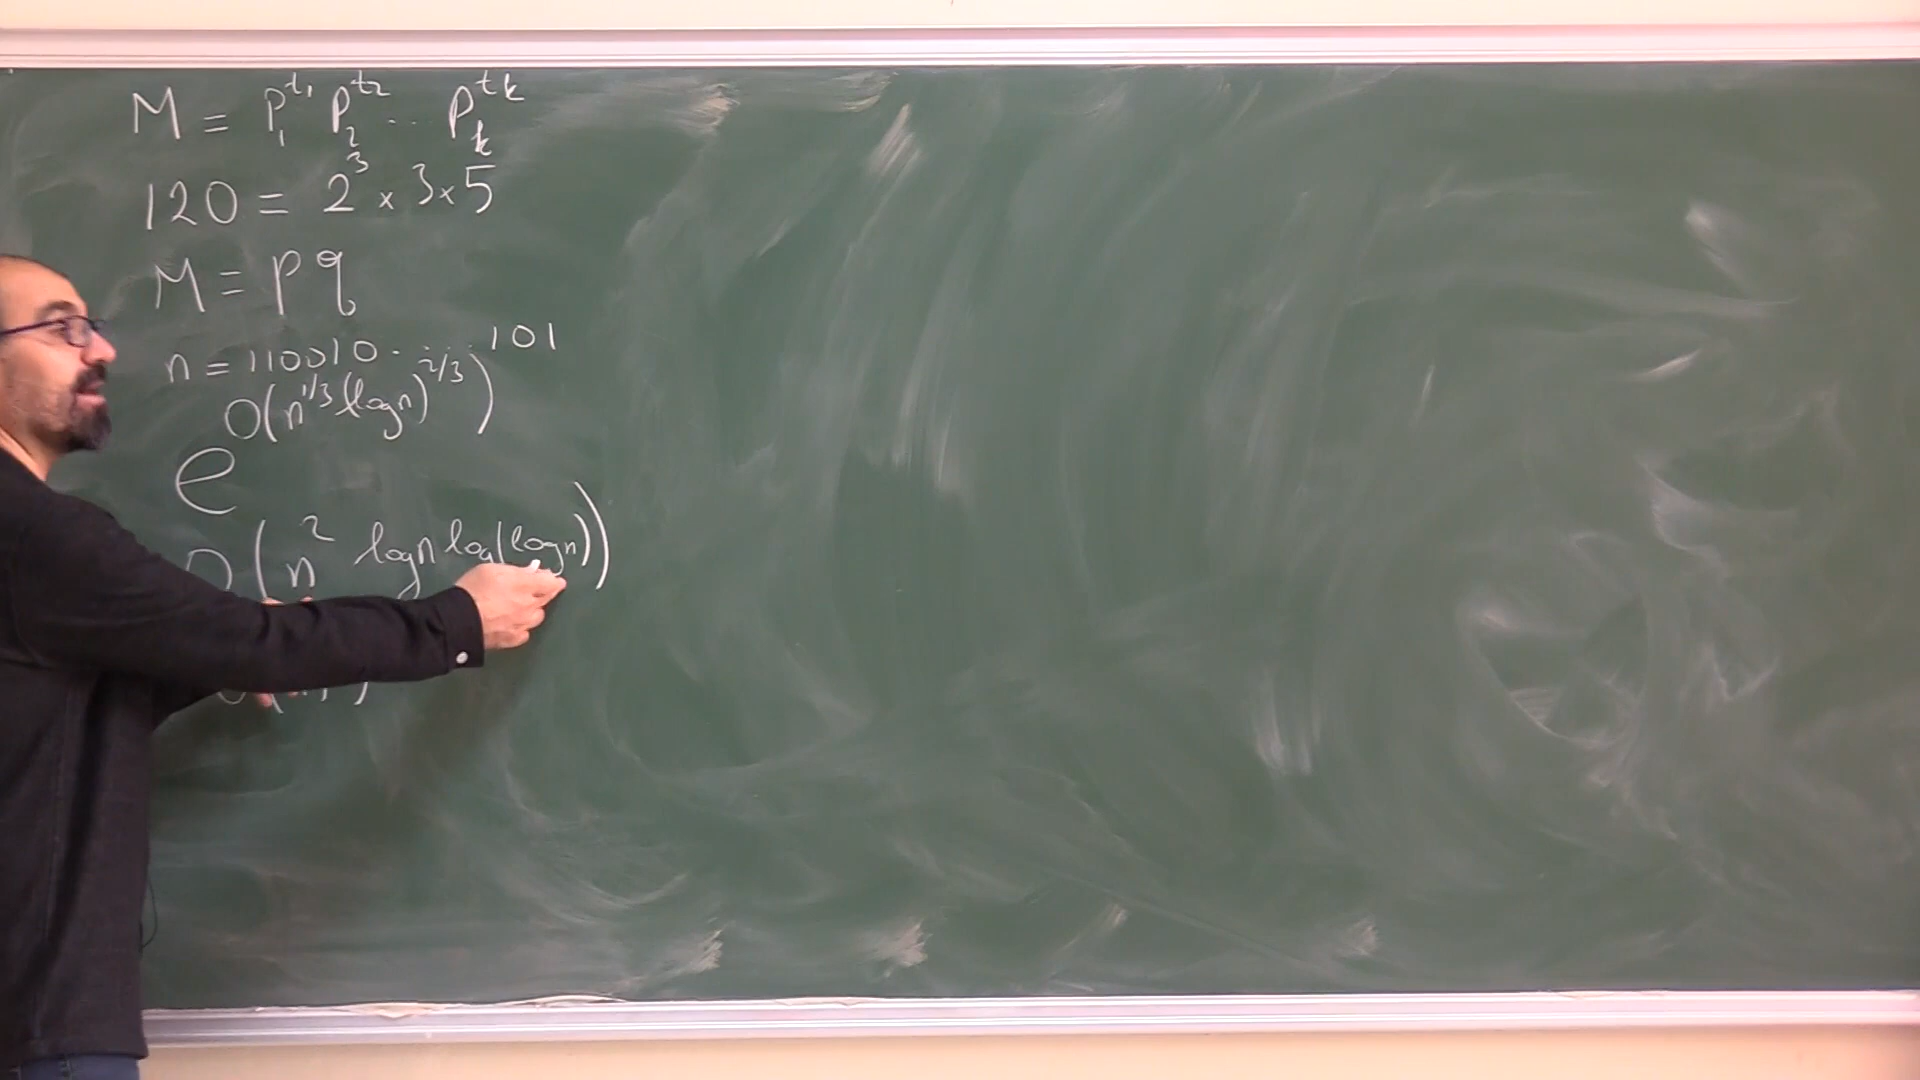 M = p₁^t₁ p₂^t₂ ... p_k^t_k
120 = 2³ × 3 × 5
M = p q
n = 110010 . . . . 101
e^O(n^1/3 (log n)^2/3)
O(n² log n log(log n))